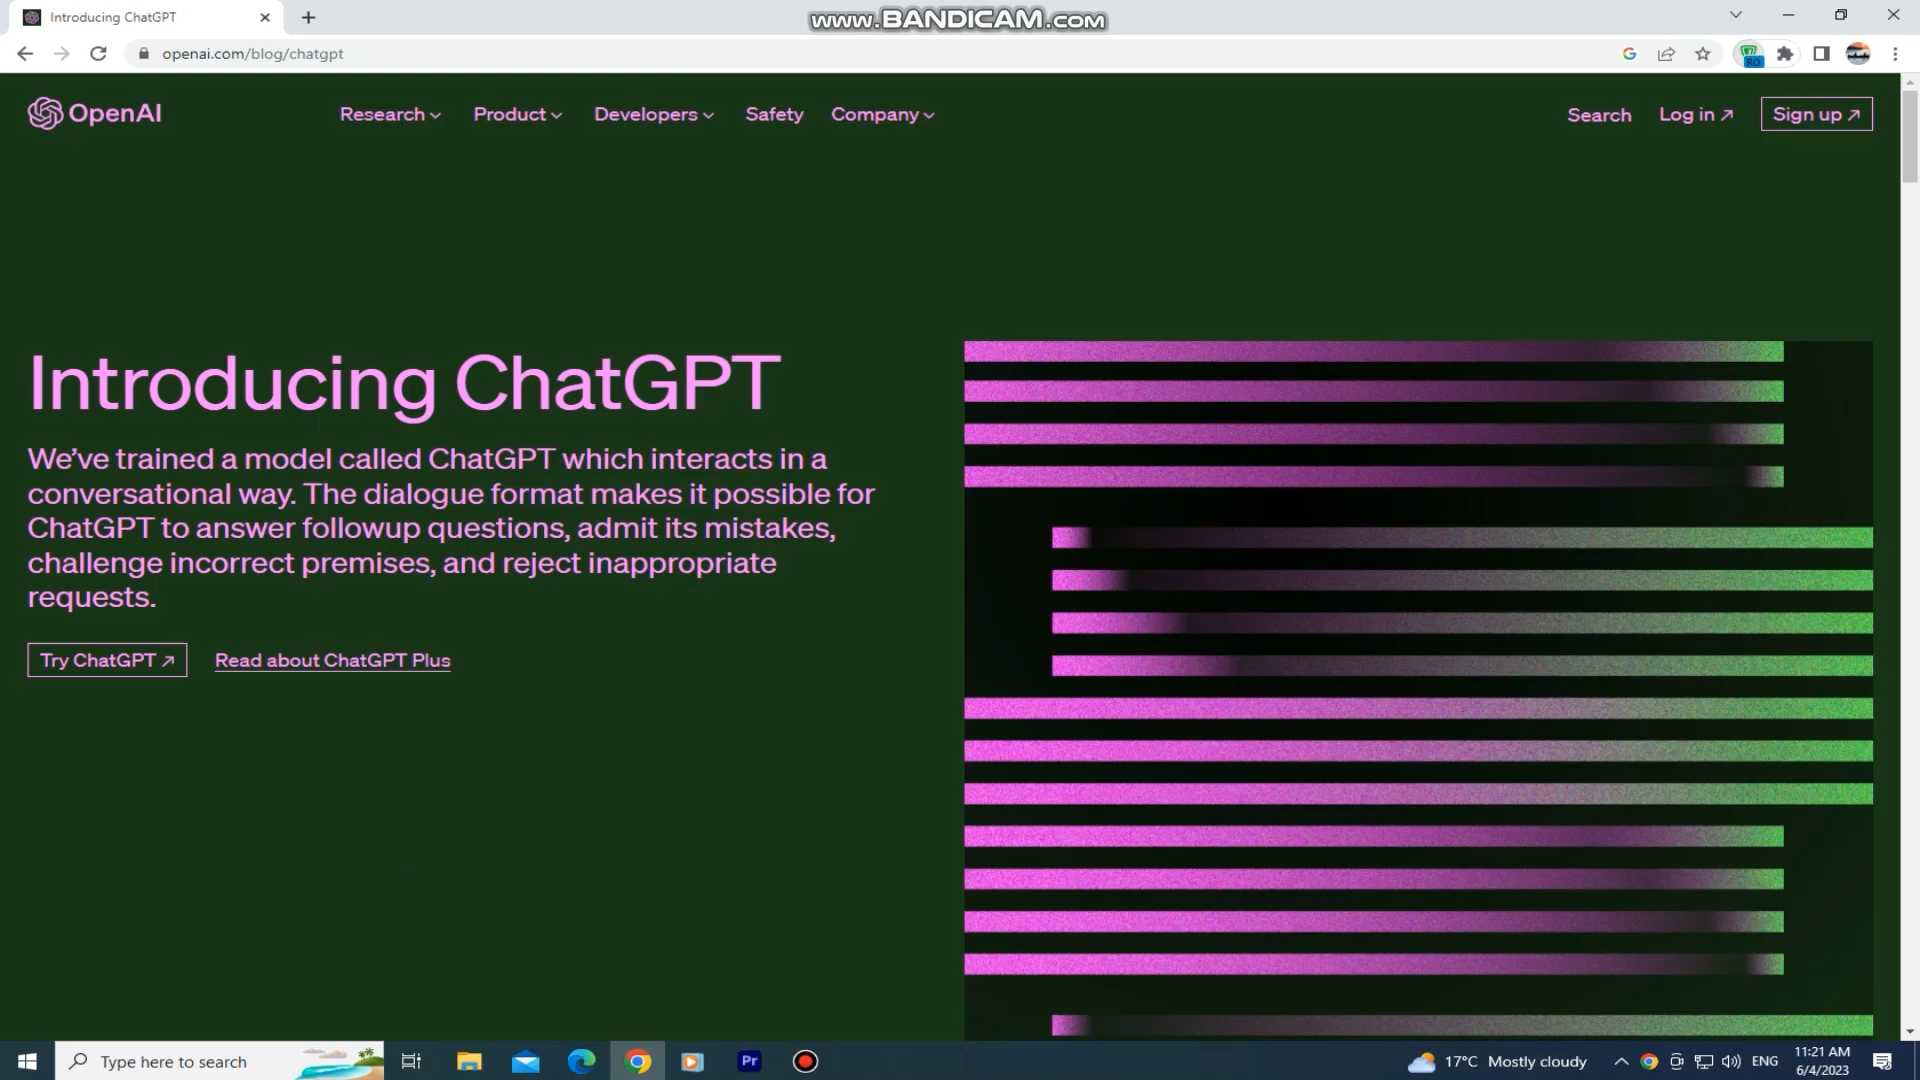 Introducing ChatGPT
www.BANDICAM.com
openai.com/blog/chatgpt
RO
OpenAI
Research
Product
Developers
Safety
Company
Search
Log in ↗
Sign up ↗
Introducing ChatGPT
We’ve trained a model called ChatGPT which interacts in a
conversational way. The dialogue format makes it possible for
ChatGPT to answer followup questions, admit its mistakes,
challenge incorrect premises, and reject inappropriate
requests.
Try ChatGPT ↗
Read about ChatGPT Plus
Type here to search
Pr
17°C Mostly cloudy
ENG
11:21 AM
6/4/2023